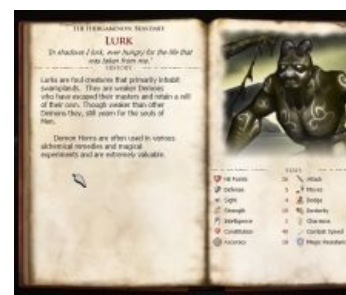 LURK
"In shadows I lurk, ever hungry for the life that
was taken from me."
HISTORY
Lurks are foul creatures that primarily inhabit
swamplands. They are weaker Demons
who have escaped their masters and retain a will
of their own. Though weaker than other
Demons they, still yearn for the souls of
Men.
Demon Horns are often used in various
alchemical remedies and magical
experiments and are extremely valuable.
STATS
Hit Points 26 Attack
Defense 5 Moves
Sight 4 Dodge
Strength Dexterity
Intelligence Charisma
Constitution Combat Speed
Accuracy Magic Resistance